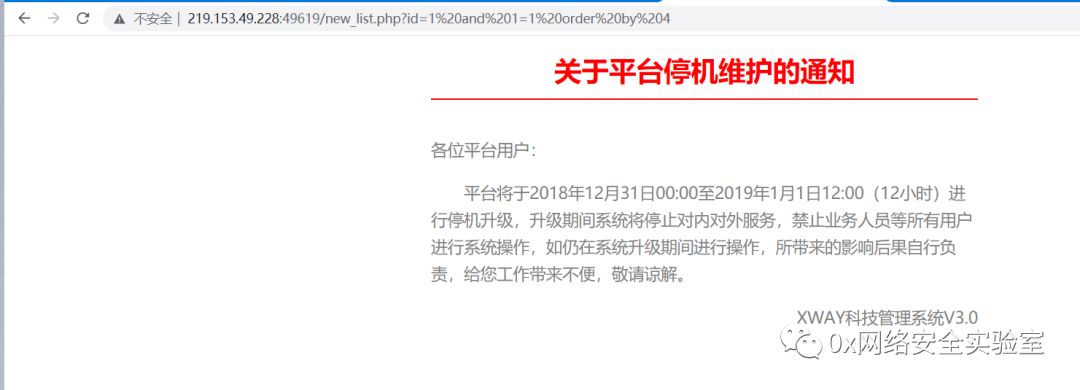 不安全 | 219.153.49.228:49619/new_list.php?id=1%20and%201=1%20order%20by%204
关于平台停机维护的通知
各位平台用户：
平台将于2018年12月31日00:00至2019年1月1日12:00（12小时）进
行停机升级，升级期间系统将停止对内对外服务，禁止业务人员等所有用户
进行系统操作，如仍在系统升级期间进行操作，所带来的影响后果自行负
责，给您工作带来不便，敬请谅解。
XWAY科技管理系统V3.0
0x网络安全实验室